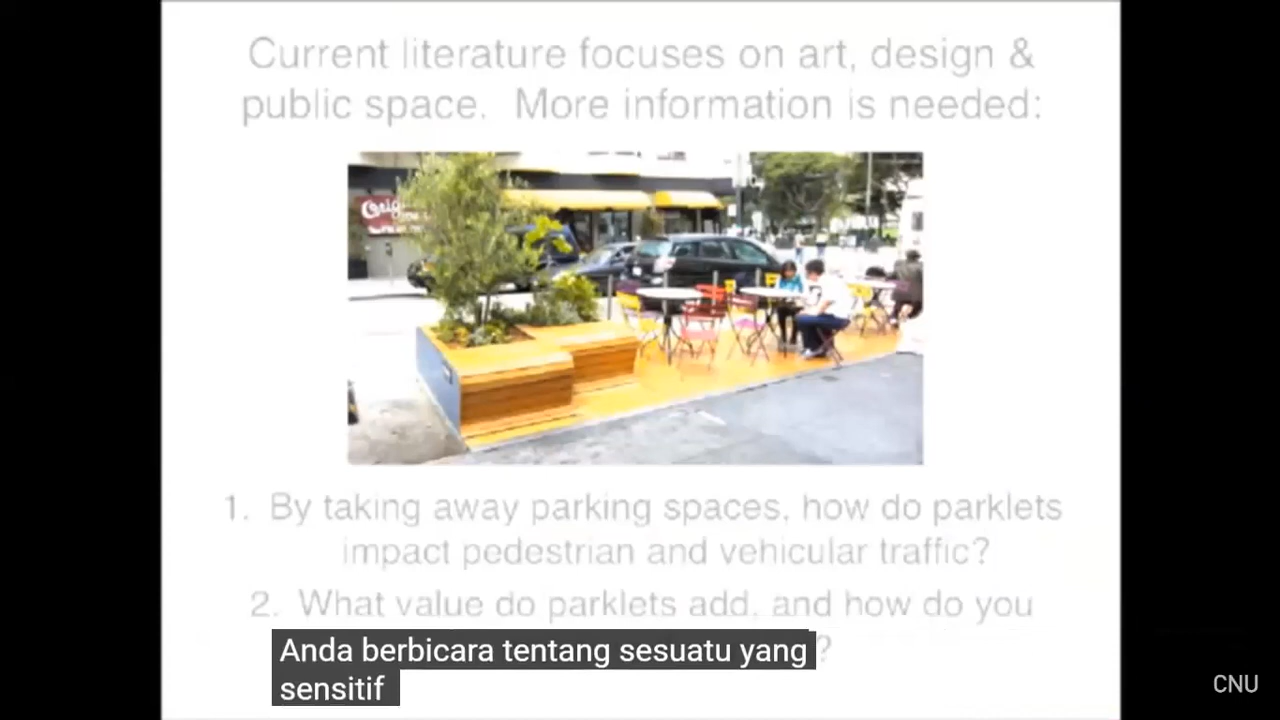 Current literature focuses on art, design &
public space. More information is needed:
1. By taking away parking spaces, how do parklets
impact pedestrian and vehicular traffic?
2. What value do parklets add, and how do you
?
Anda berbicara tentang sesuatu yang
sensitif
CNU